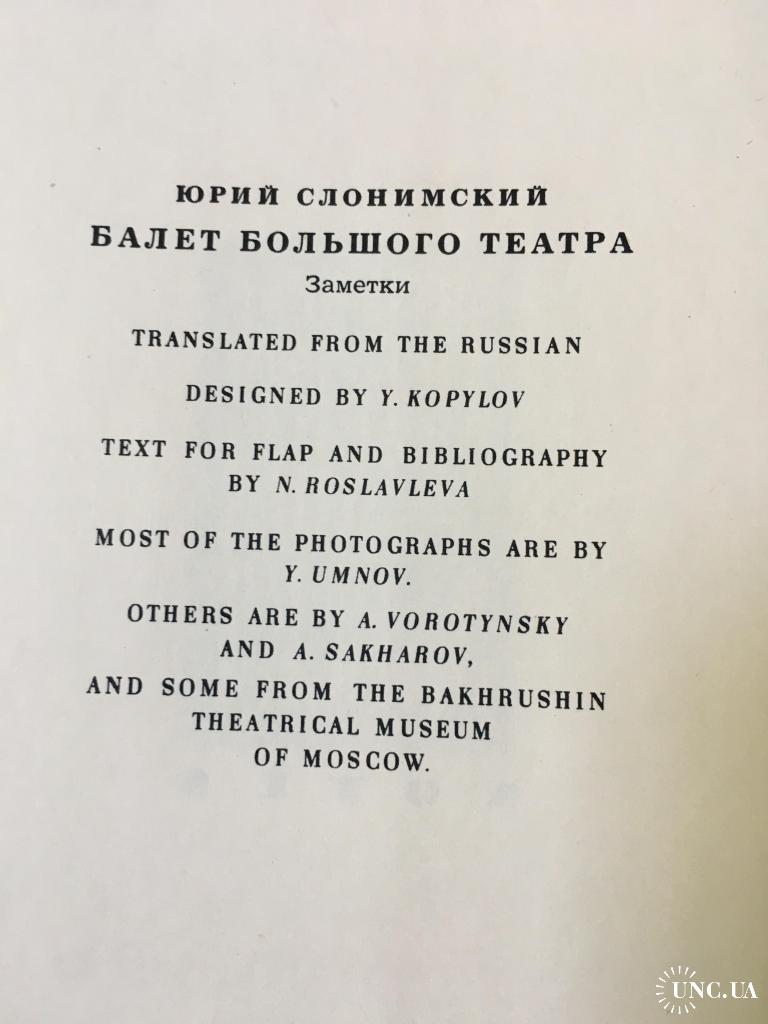 ЮРИЙ СЛОНИМСКИЙ
БАЛЕТ БОЛЬШОГО ТЕАТРА
Заметки
TRANSLATED FROM THE RUSSIAN
DESIGNED BY Y. KOPYLOV
TEXT FOR FLAP AND BIBLIOGRAPHY
BY N. ROSLAVLEVA
MOST OF THE PHOTOGRAPHS ARE BY
Y. UMNOV.
OTHERS ARE BY A. VOROTYNSKY
AND A. SAKHAROV,
AND SOME FROM THE BAKHRUSHIN
THEATRICAL MUSEUM
OF MOSCOW.
UNC.UA